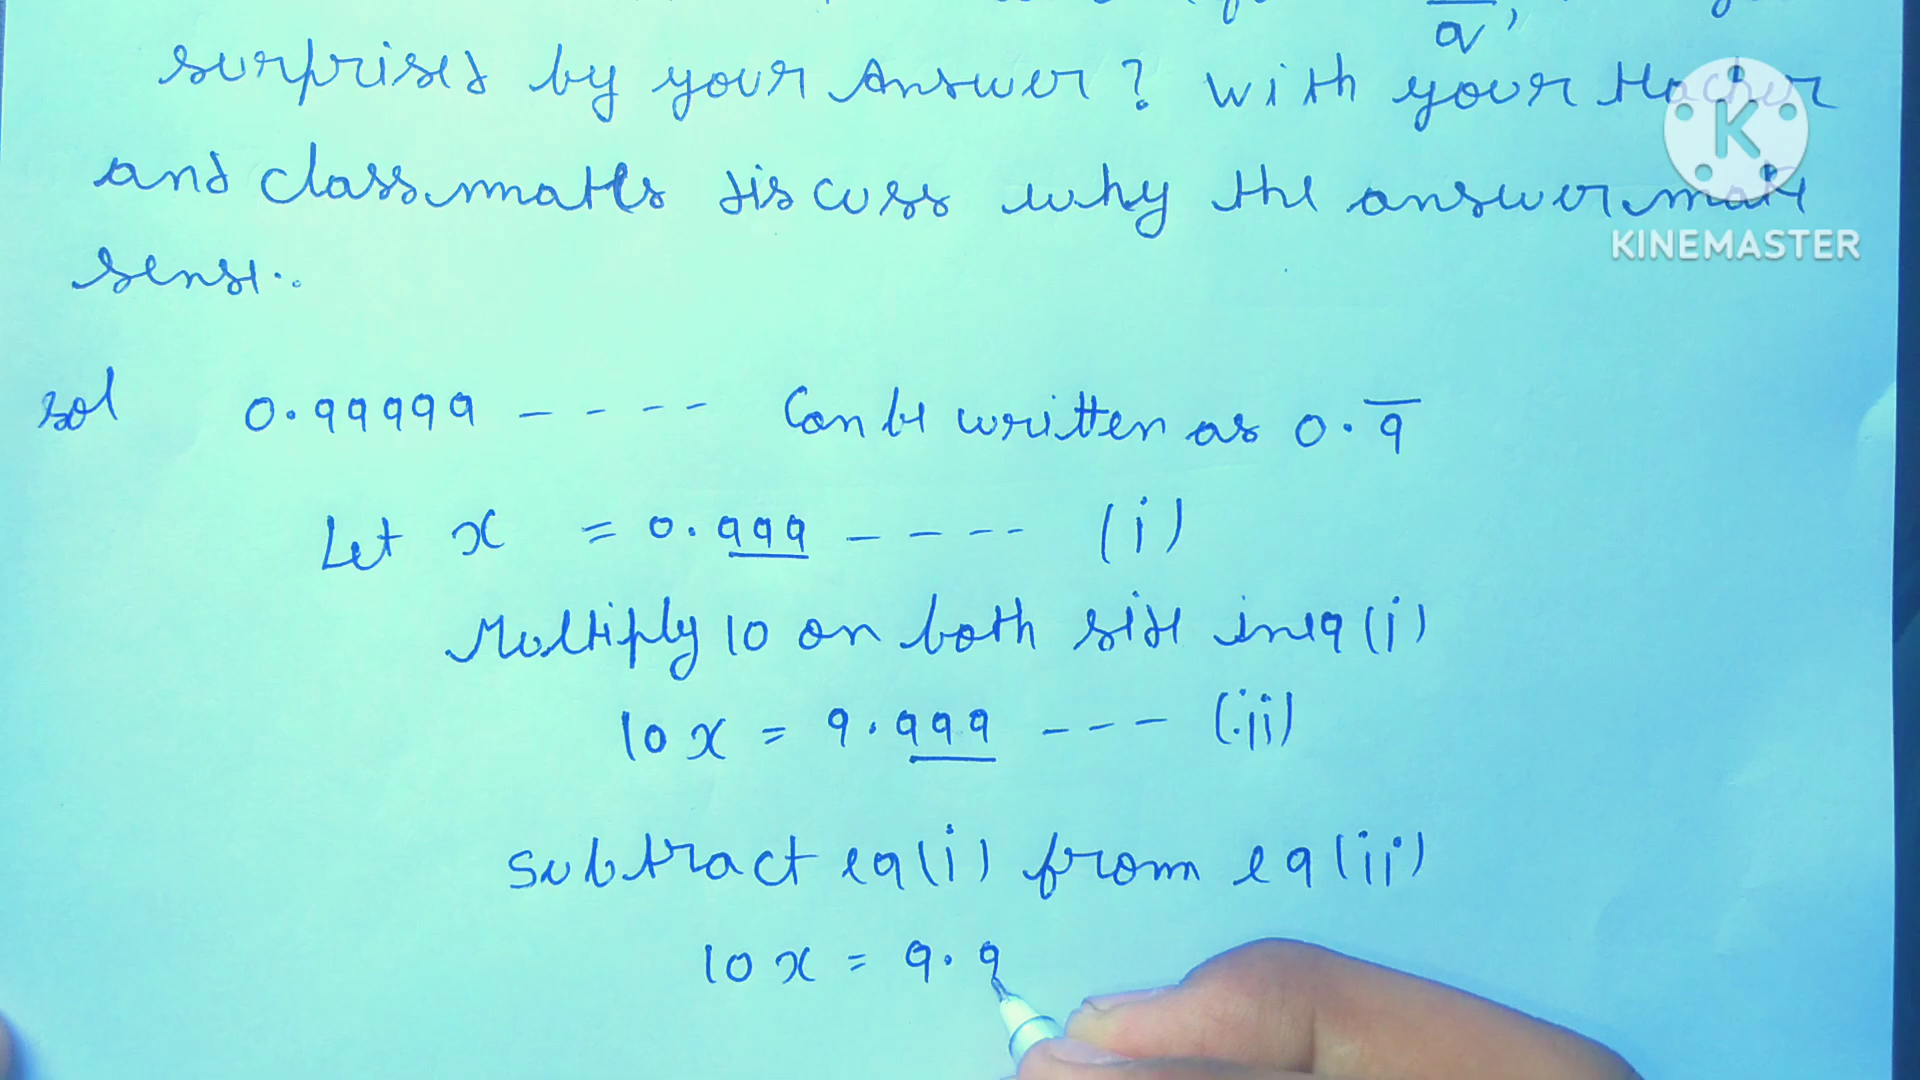 q,
surprised by your answer? With your teacher
and classmates discuss why the answer make
sense.
KINEMASTER
sol 0.99999 ---- Can be written as 0.9̅
Let x = 0.999 ---- (i)
Multiply 10 on both side in eq (i)
10x = 9.999 --- (ii)
Subtract eq (i) from eq (ii)
10x = 9.9